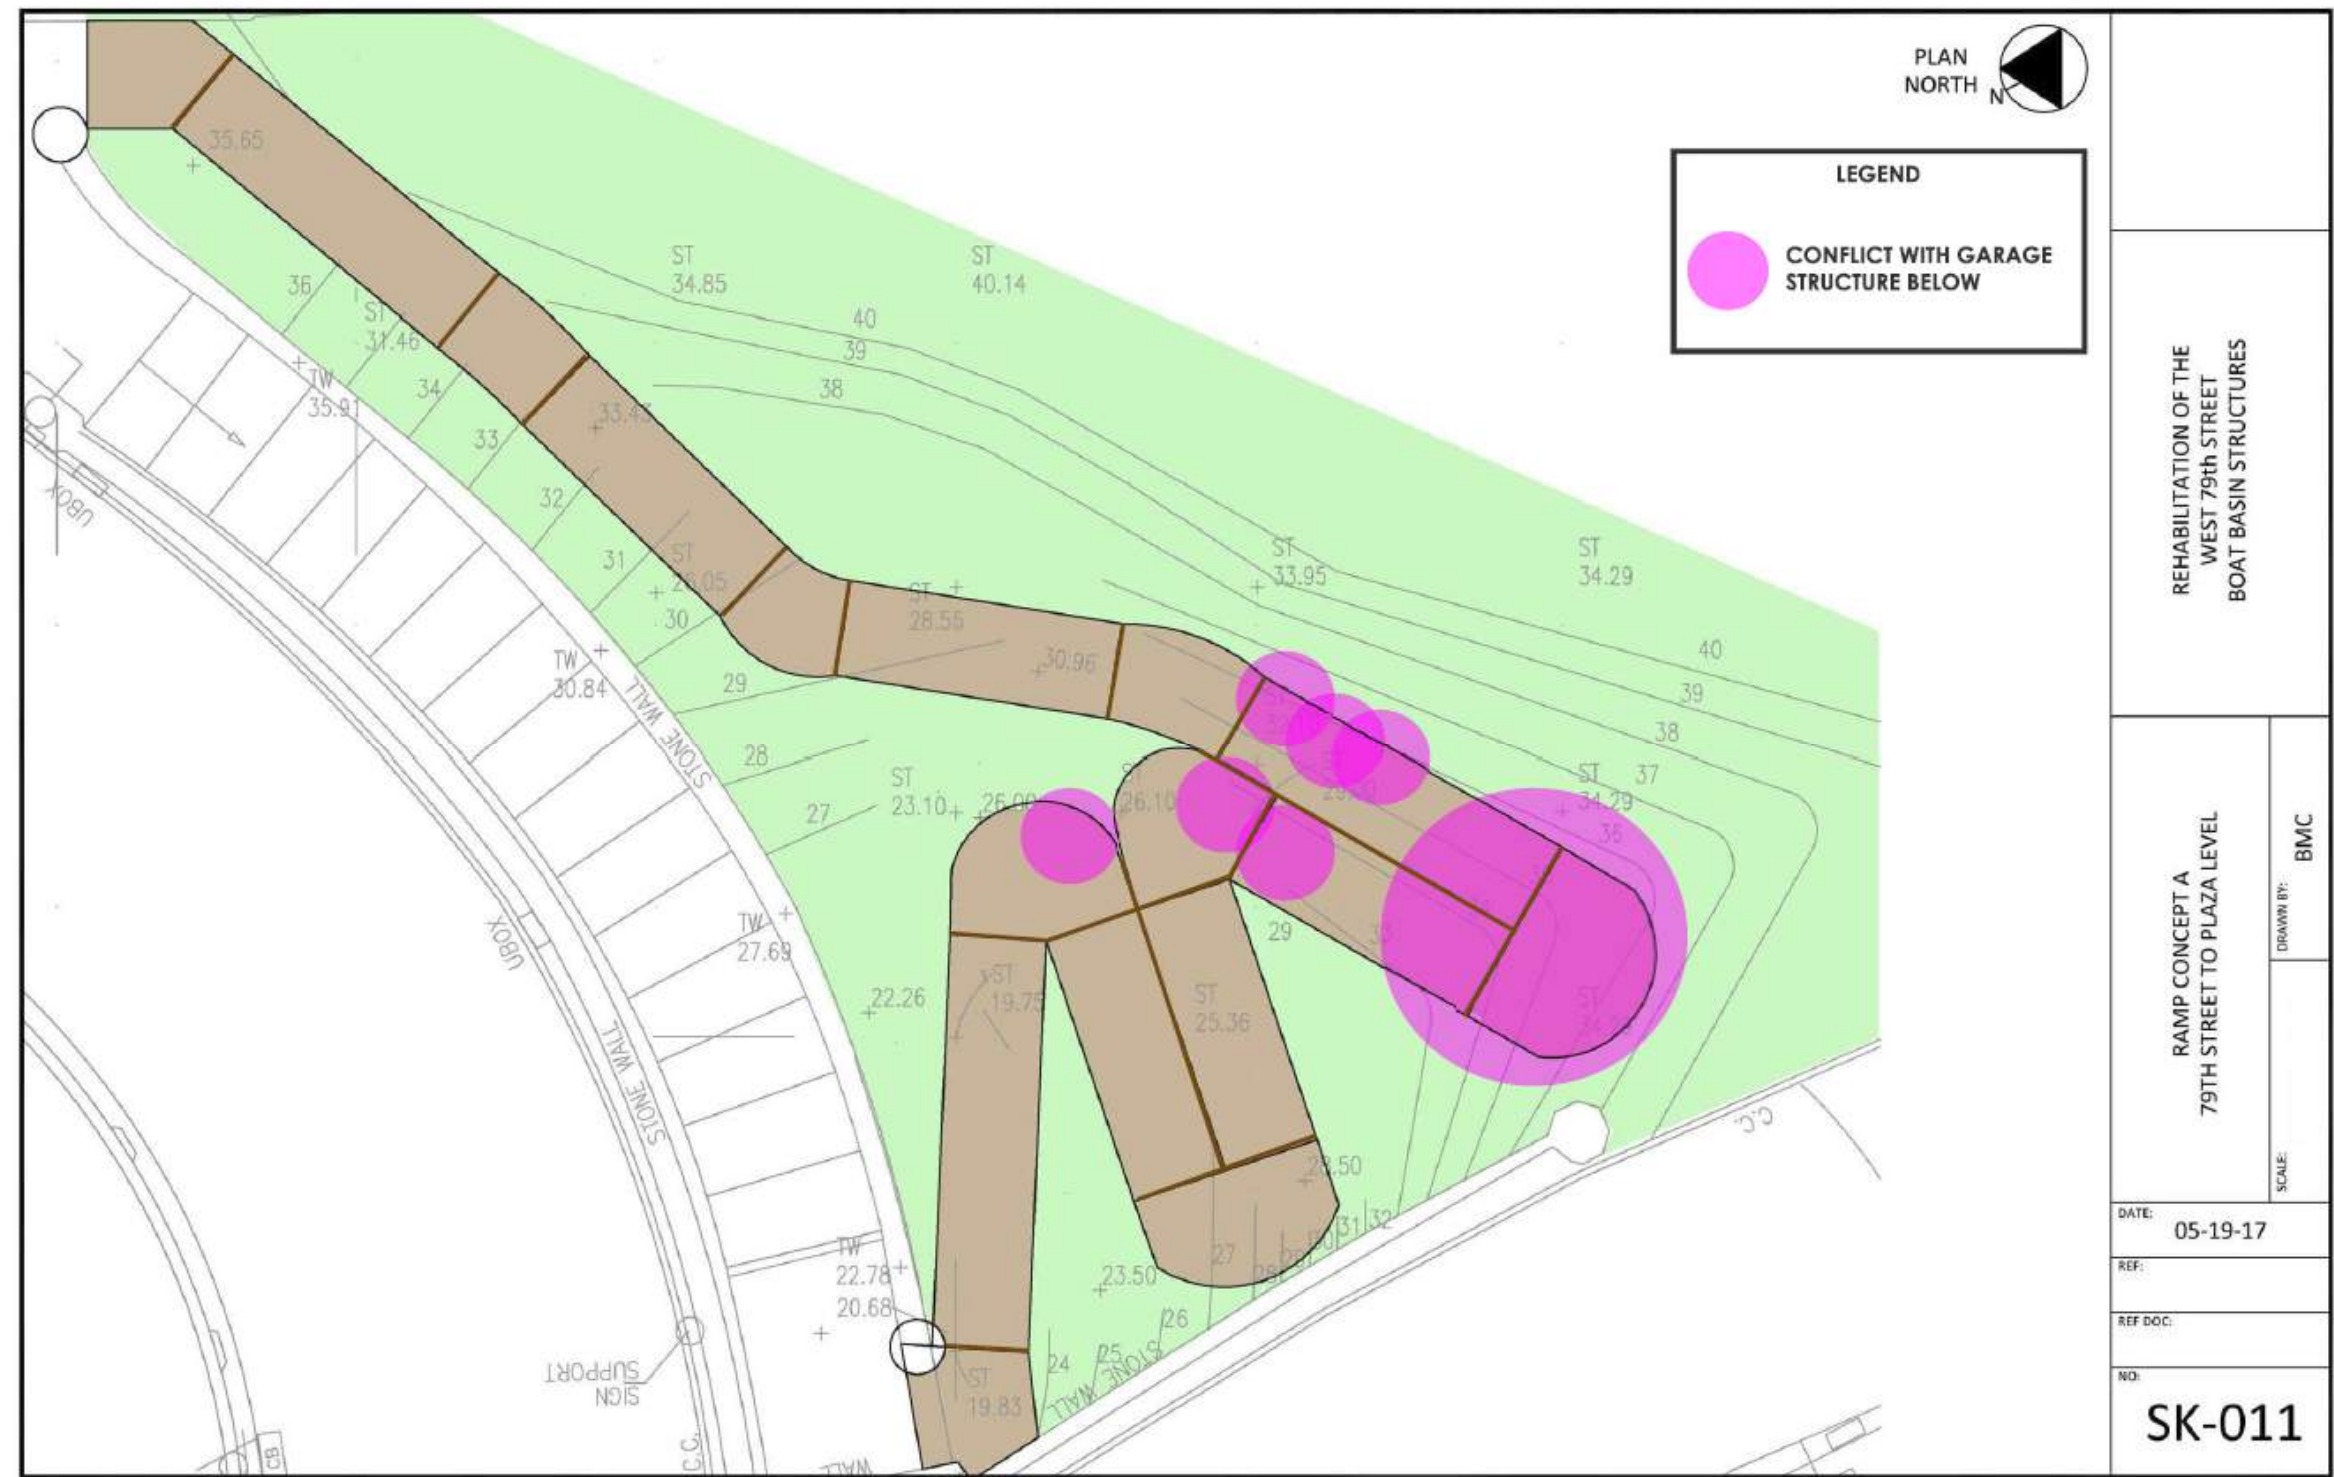 PLAN
NORTH
N
LEGEND
CONFLICT WITH GARAGE
STRUCTURE BELOW
35.65
36
ST
31.46
TW
35.91
34
33
33.43
32
31
ST
26.05
30
ST
34.85
ST
40.14
40
39
38
UBOX
TW
30.84
STONE WALL
29
28
27
ST
28.55
30.96
ST
33.95
ST
34.29
40
39
38
37
ST
34.29
36
ST
23.10
26.00
26.10
TW
27.69
UBOX
STONE WALL
22.26
ST
19.75
ST
25.36
29
ST
28.50
27
31
32
23.50
26
25
24
STONE WALL
TW
22.78
20.68
ST
19.83
SIGN
SUPPORT
C.C.
C.C.
CB
WALL
REHABILITATION OF THE
WEST 79th STREET
BOAT BASIN STRUCTURES
RAMP CONCEPT A
79TH STREET TO PLAZA LEVEL
DRAWN BY:
BMC
SCALE:
DATE:
05-19-17
REF:
REF DOC:
NO:
SK-011